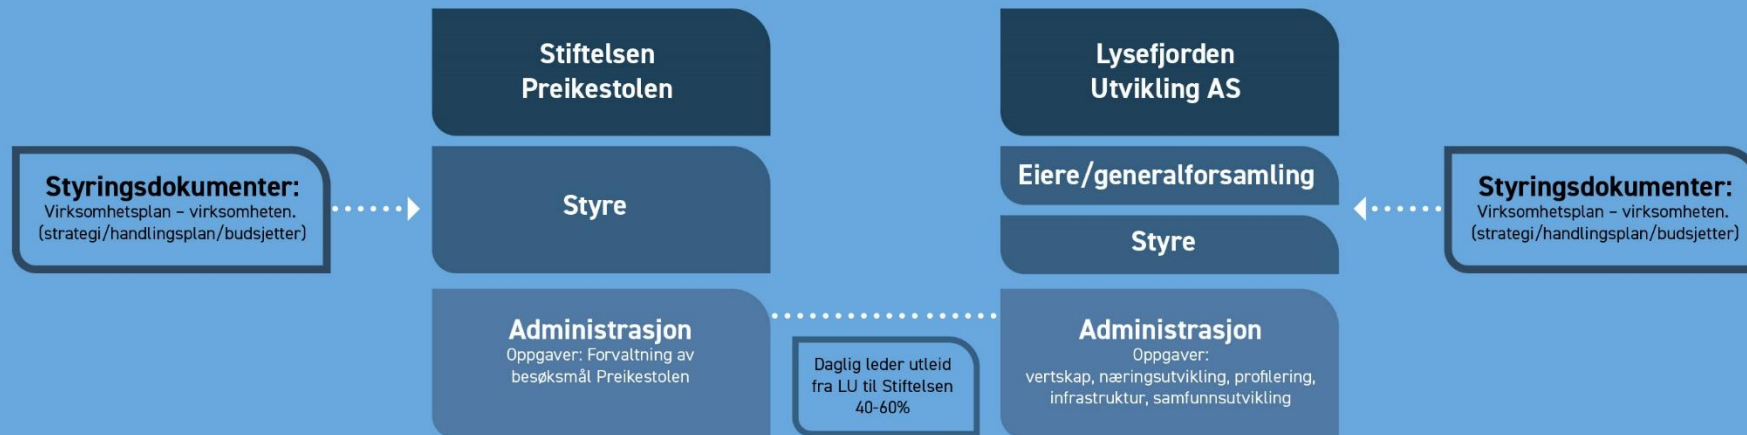 Stiftelsen
Preikestolen
Lysefjorden
Utvikling AS
Styringsdokumenter:
Virksomhetsplan – virksomheten.
(strategi/handlingsplan/budsjetter)
Styre
Eiere/generalforsamling
Styre
Styringsdokumenter:
Virksomhetsplan – virksomheten.
(strategi/handlingsplan/budsjetter)
Administrasjon
Oppgaver: Forvaltning av
besøksmål Preikestolen
Daglig leder utleid
fra LU til Stiftelsen
40-60%
Administrasjon
Oppgaver:
vertskap, næringsutvikling, profilering,
infrastruktur, samfunnsutvikling